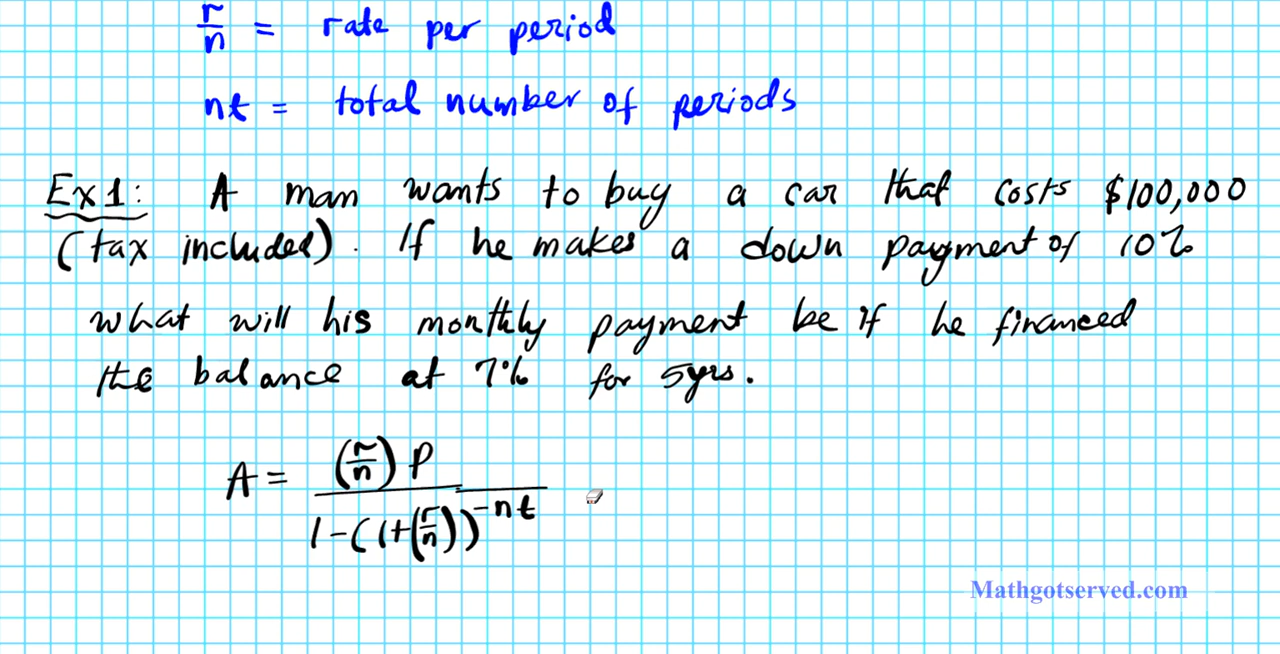 r/n = rate per period
nt = total number of periods
Ex1: A man wants to buy a car that costs $100,000
(tax included). If he makes a down payment of 10%
what will his monthly payment be if he financed
the balance at 7% for 5yrs.
A = (r/n) P / 1-(1+(r/n))^-nt
Mathgotserved.com